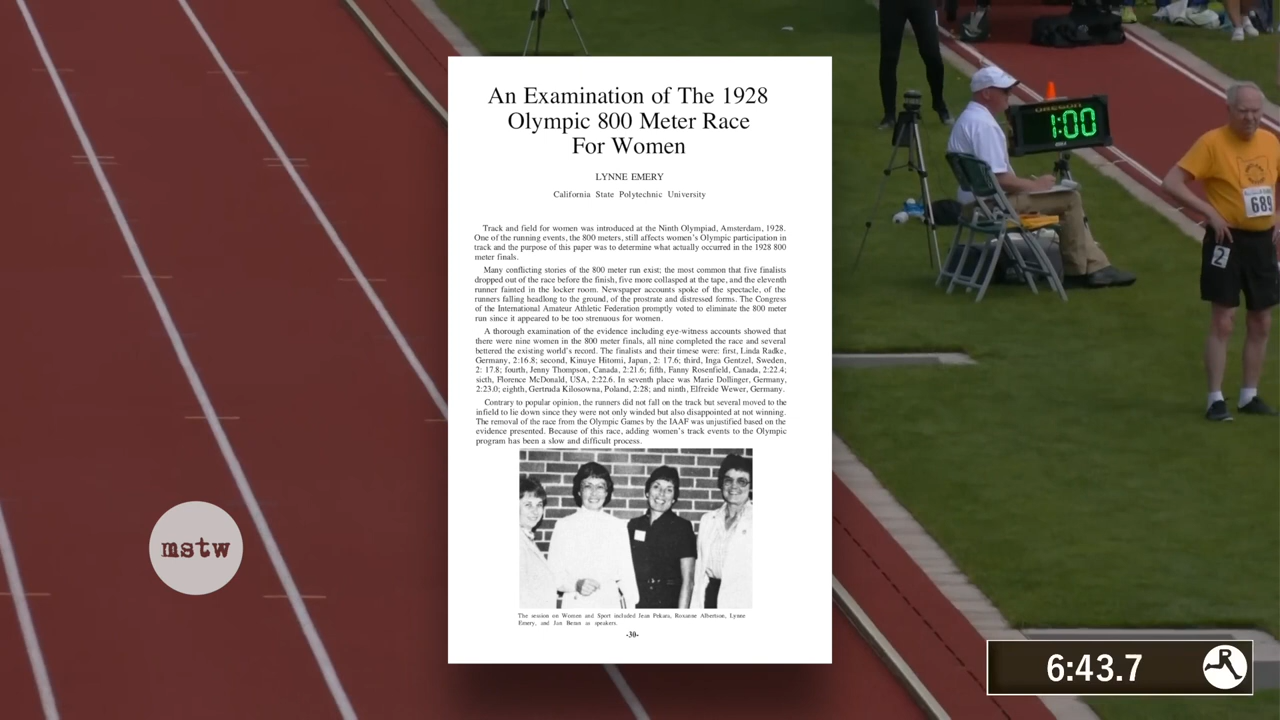 An Examination of The 1928
Olympic 800 Meter Race
For Women
LYNNE EMERY
California State Polytechnic University
Track and field for women was introduced at the Ninth Olympiad, Amsterdam, 1928.
One of the running events, the 800 meters, still affects women's Olympic participation in
track and the purpose of this paper was to determine what actually occurred in the 1928 800
meter finals.
Many conflicting stories of the 800 meter run exist; the most common that five finalists
dropped out of the race before the finish, five more collasped at the tape, and the eleventh
runner fainted in the locker room. Newspaper accounts spoke of the spectacle, of the
runners falling headlong to the ground, of the prostrate and distressed forms. The Congress
of the International Amateur Athletic Federation promptly voted to eliminate the 800 meter
run since it appeared to be too strenuous for women.
A thorough examination of the evidence including eye-witness accounts showed that
there were nine women in the 800 meter finals, all nine completed the race and several
bettered the existing world's record. The finalists and their timese were: first, Linda Radke,
Germany, 2:16.8; second, Kinuye Hitomi, Japan, 2: 17.6; third, Inga Gentzel, Sweden,
2: 17.8; fourth, Jenny Thompson, Canada, 2:21.6; fifth, Fanny Rosenfield, Canada, 2:22.4;
sicth, Florence McDonald, USA, 2:22.6. In seventh place was Marie Dollinger, Germany,
2:23.0; eighth, Gertruda Kilosowna, Poland, 2:28; and ninth, Elfreide Wewer, Germany.
Contrary to popular opinion, the runners did not fall on the track but several moved to the
infield to lie down since they were not only winded but also disappointed at not winning.
The removal of the race from the Olympic Games by the IAAF was unjustified based on the
evidence presented. Because of this race, adding women's track events to the Olympic
program has been a slow and difficult process.
The session on Women and Sport included Jean Pekara, Roxanne Albertson, Lynne
Emery, and Jan Beran as speakers.
-30-
1:00
689
2
mstw
6:43.7
R